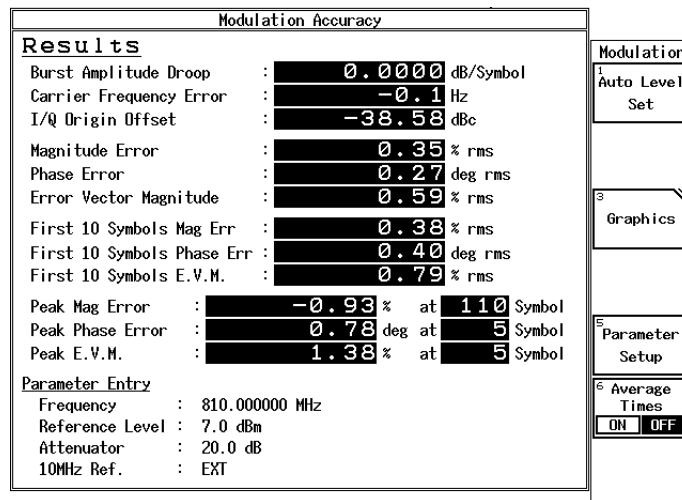 Modulation Accuracy
Results
Burst Amplitude Droop : 0.0000 dB/Symbol
Carrier Frequency Error : -0.1 Hz
I/Q Origin Offset : -38.58 dBc
Magnitude Error : 0.35 % rms
Phase Error : 0.27 deg rms
Error Vector Magnitude : 0.59 % rms
First 10 Symbols Mag Err : 0.38 % rms
First 10 Symbols Phase Err : 0.40 deg rms
First 10 Symbols E.V.M. : 0.79 % rms
Peak Mag Error : -0.93 % at 110 Symbol
Peak Phase Error : 0.78 deg at 5 Symbol
Peak E.V.M. : 1.38 % at 5 Symbol
Parameter Entry
Frequency : 810.000000 MHz
Reference Level : 7.0 dBm
Attenuator : 20.0 dB
10MHz Ref. : EXT
Modulation
1
Auto Level
Set
3
Graphics
5
Parameter
Setup
6 Average
Times
ON OFF